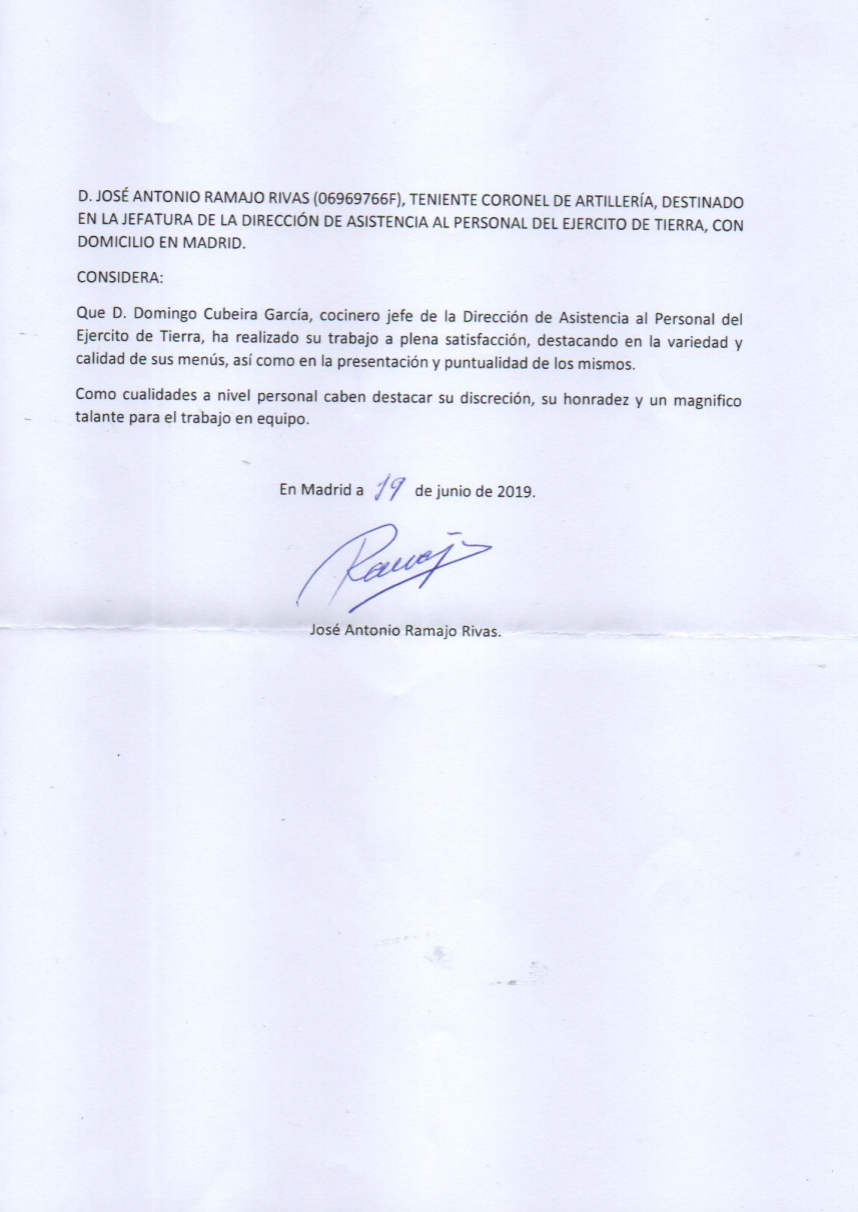 D. JOSÉ ANTONIO RAMAJO RIVAS (06969766F), TENIENTE CORONEL DE ARTILLERÍA, DESTINADO
EN LA JEFATURA DE LA DIRECCIÓN DE ASISTENCIA AL PERSONAL DEL EJERCITO DE TIERRA, CON
DOMICILIO EN MADRID.
CONSIDERA:
Que D. Domingo Cubeira García, cocinero jefe de la Dirección de Asistencia al Personal del
Ejercito de Tierra, ha realizado su trabajo a plena satisfacción, destacando en la variedad y
calidad de sus menús, así como en la presentación y puntualidad de los mismos.
Como cualidades a nivel personal caben destacar su discreción, su honradez y un magnifico
talante para el trabajo en equipo.
En Madrid a 19 de junio de 2019.
Ramajo
José Antonio Ramajo Rivas.